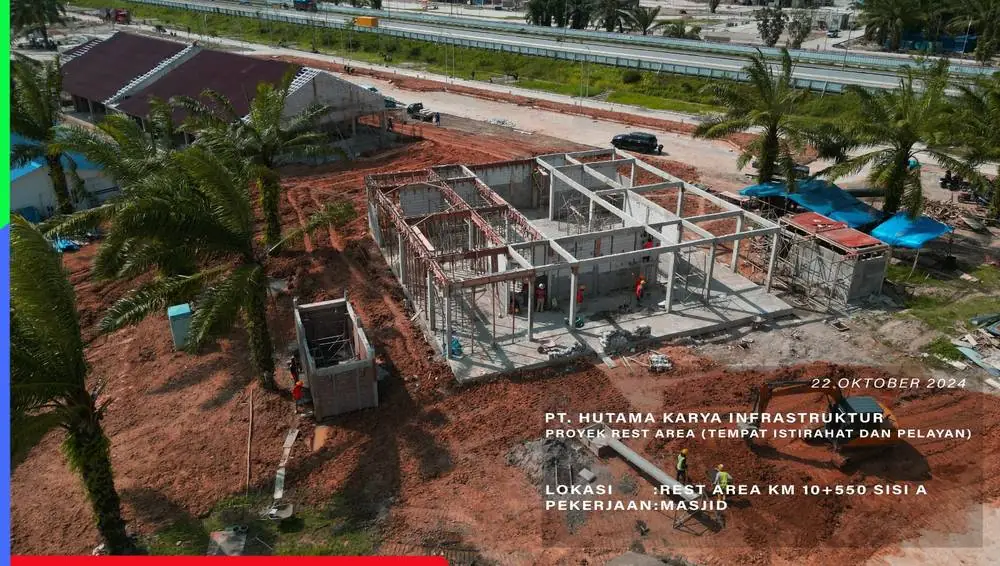 22 OKTOBER 2024
PT. HUTAMA KARYA INFRASTRUKTUR
PROYEK REST AREA (TEMPAT ISTIRAHAT DAN PELAYAN)
LOKASI :REST AREA KM 10+550 SISI A
PEKERJAAN:MASJID